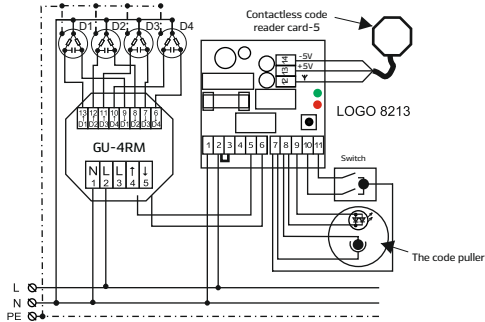 Contactless code
reader card-5
D1 D2 D3 D4
14 -5V
13 +5V
12
LOGO 8213
13 12 11 10 9 8 7 6
D1 D2 D3 D4 D1 D2 D3 D4
GU-4RM
N L L ↑ ↓
1 2 3 4 5
1 2 3 4 5 6 7 8 9 10 11
Switch
The code puller
L
N
PE